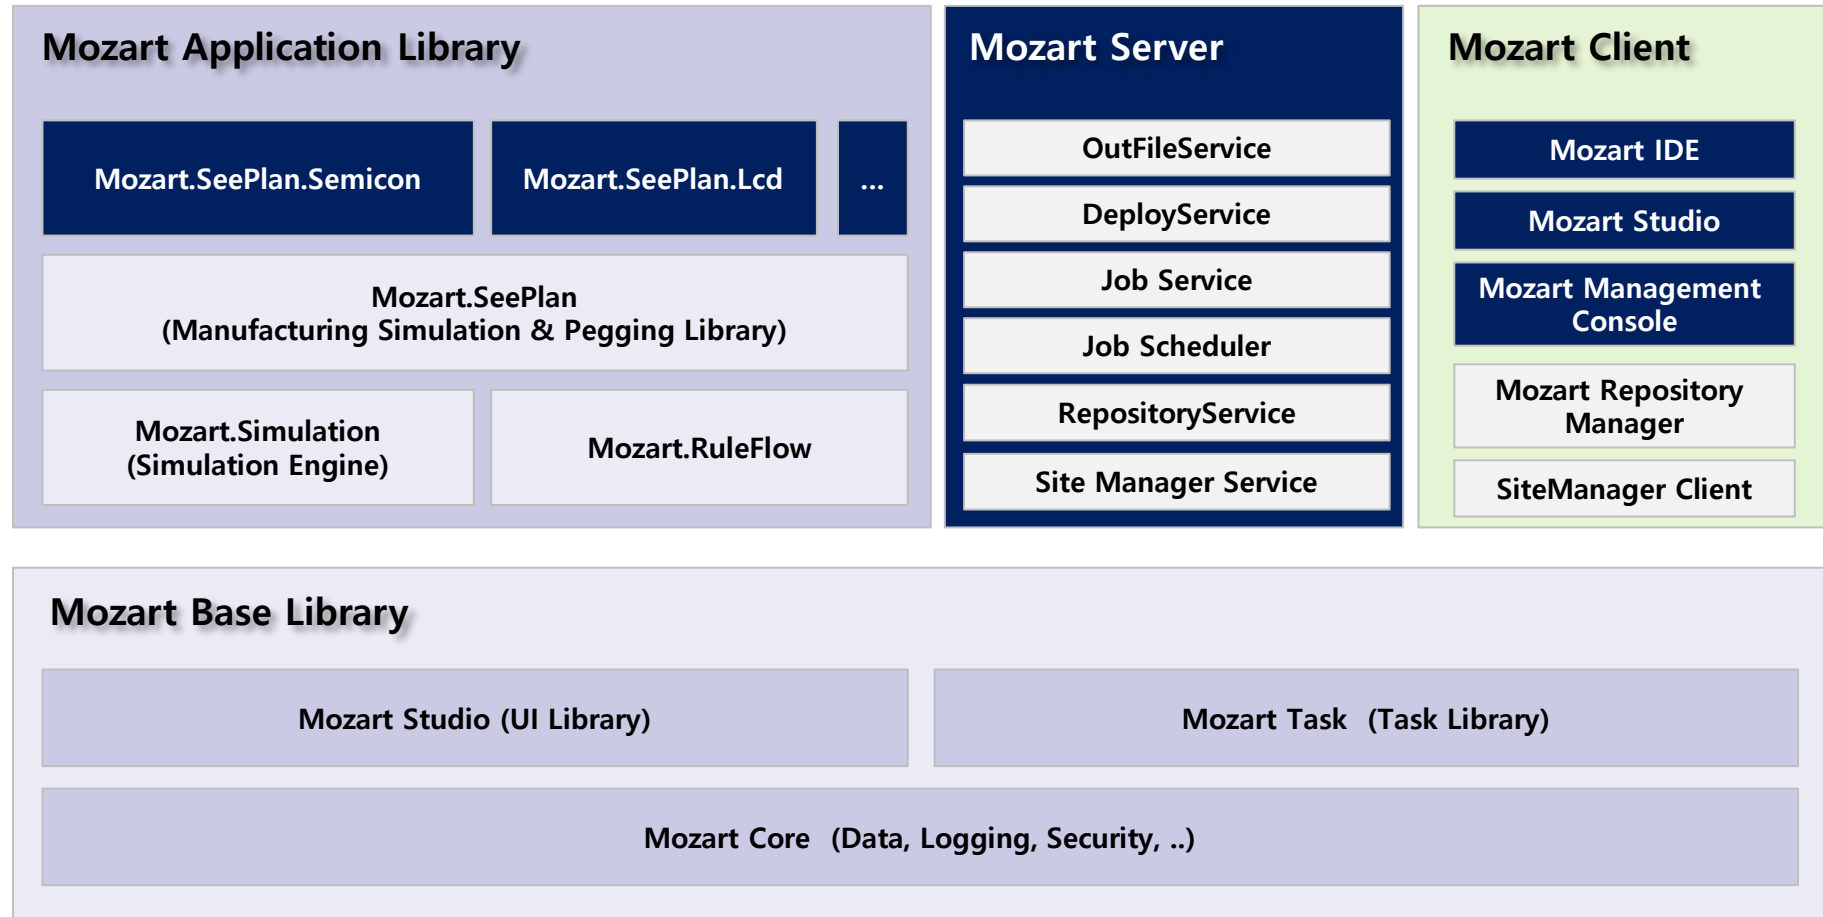 Mozart Application Library
Mozart.SeePlan.Semicon
Mozart.SeePlan.Lcd
...
Mozart.SeePlan
(Manufacturing Simulation & Pegging Library)
Mozart.Simulation
(Simulation Engine)
Mozart.RuleFlow
Mozart Server
OutFileService
DeployService
Job Service
Job Scheduler
RepositoryService
Site Manager Service
Mozart Client
Mozart IDE
Mozart Studio
Mozart Management
Console
Mozart Repository
Manager
SiteManager Client
Mozart Base Library
Mozart Studio (UI Library)
Mozart Task (Task Library)
Mozart Core (Data, Logging, Security, ..)